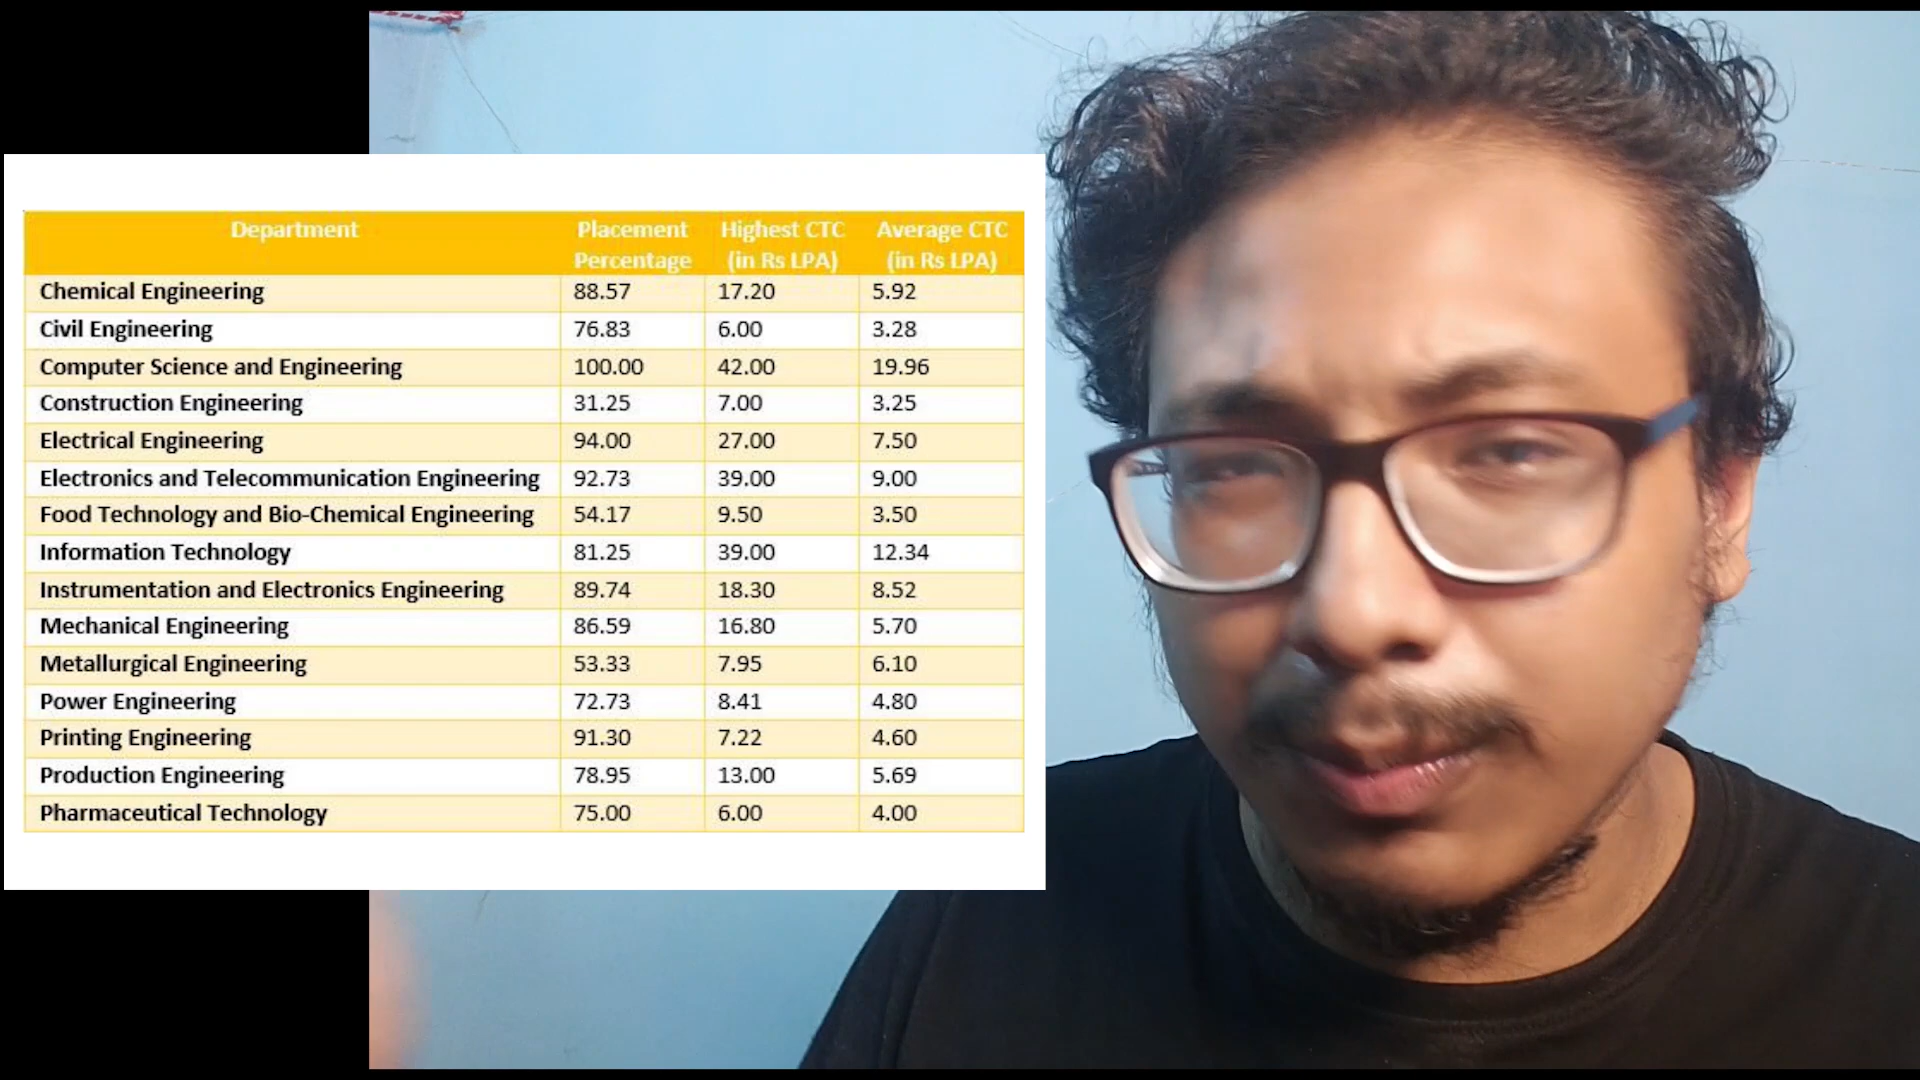 Department Placement Percentage Highest CTC (in Rs LPA) Average CTC (in Rs LPA)
Chemical Engineering 88.57 17.20 5.92
Civil Engineering 76.83 6.00 3.28
Computer Science and Engineering 100.00 42.00 19.96
Construction Engineering 31.25 7.00 3.25
Electrical Engineering 94.00 27.00 7.50
Electronics and Telecommunication Engineering 92.73 39.00 9.00
Food Technology and Bio-Chemical Engineering 54.17 9.50 3.50
Information Technology 81.25 39.00 12.34
Instrumentation and Electronics Engineering 89.74 18.30 8.52
Mechanical Engineering 86.59 16.80 5.70
Metallurgical Engineering 53.33 7.95 6.10
Power Engineering 72.73 8.41 4.80
Printing Engineering 91.30 7.22 4.60
Production Engineering 78.95 13.00 5.69
Pharmaceutical Technology 75.00 6.00 4.00